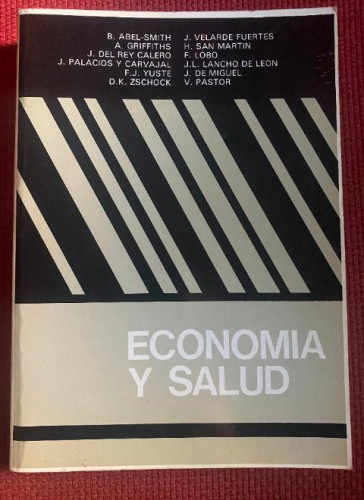 B. ABEL-SMITH
A. GRIFFITHS
J. DEL REY CALERO
J. PALACIOS Y CARVAJAL
F.J. YUSTE
D.K. ZSCHOCK
J. VELARDE FUERTES
H. SAN MARTIN
F. LOBO
J.L. LANCHO DE LEON
J. DE MIGUEL
V. PASTOR
ECONOMIA
Y SALUD